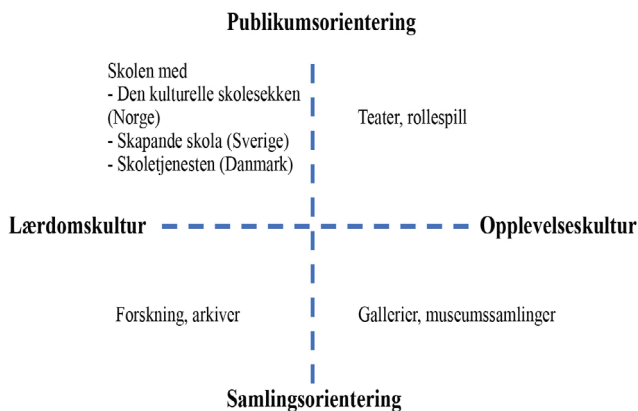 Publikumsorientering
Skolen med
- Den kulturelle skolesekken
(Norge)
- Skapande skola (Sverige)
- Skoletjenesten (Danmark)
Teater, rollespill
Lærdomskultur
Opplevelseskultur
Forskning, arkiver
Gallerier, museumssamlinger
Samlingsorientering